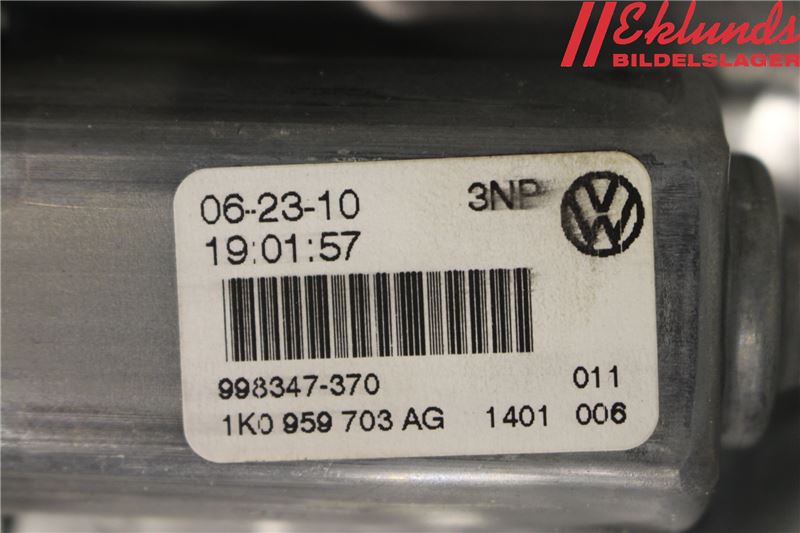 Eklunds
BILDELSLAGER
06-23-10 3NP
19:01:57
998347-370 011
1K0 959 703 AG 1401 006